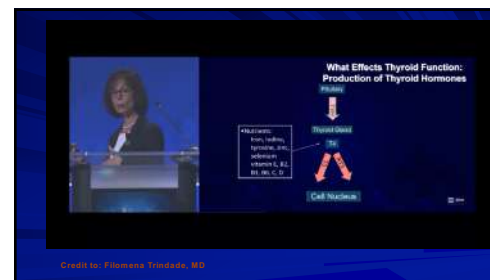 What Effects Thyroid Function:
Production of Thyroid Hormones
Pituitary
Thyroid Gland
T4
•Nutrients:
Iron, iodine,
tyrosine, zinc,
selenium
vitamin E, B2,
B3, B6, C, D
Cell Nucleus
Credit to: Filomena Trindade, MD